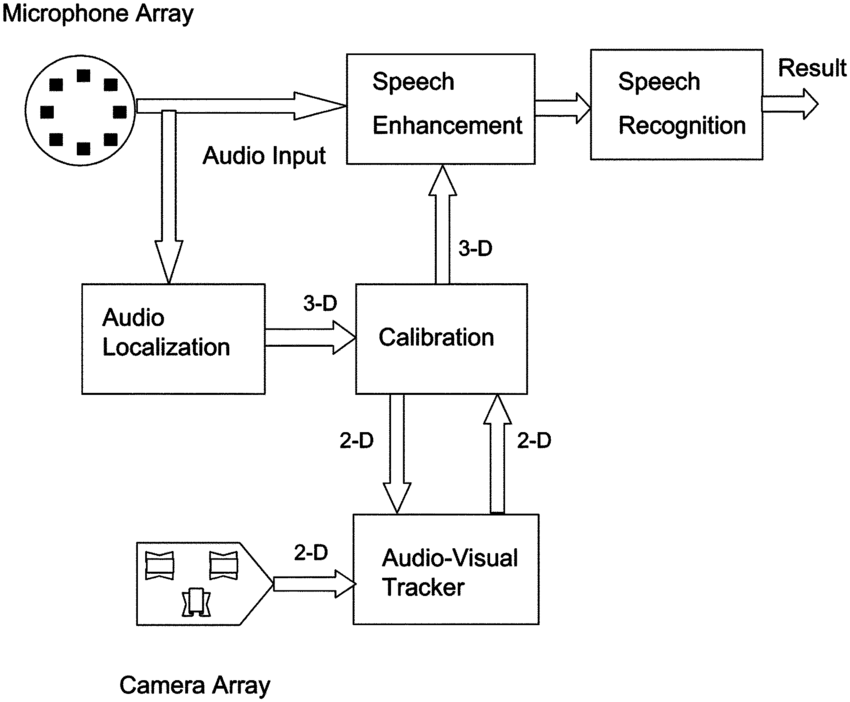 Microphone Array
Speech
Enhancement
Speech
Recognition
Result
Audio Input
3-D
Audio
Localization
3-D
Calibration
2-D
2-D
2-D
Audio-Visual
Tracker
Camera Array